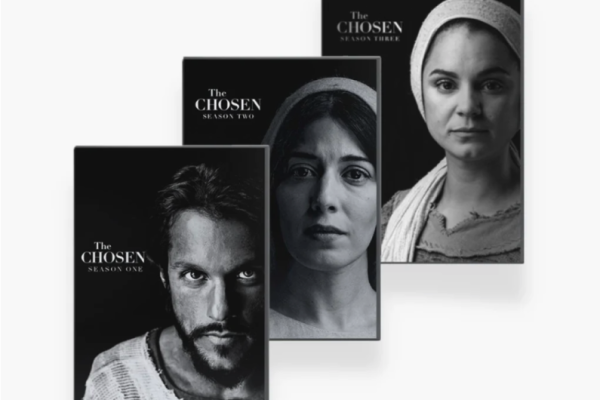 The
CHOSEN
SEASON ONE
The
CHOSEN
SEASON TWO
The
CHOSEN
SEASON THREE